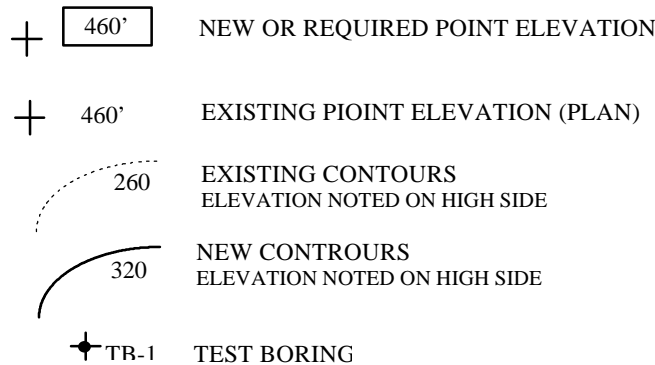 460’ NEW OR REQUIRED POINT ELEVATION
460’ EXISTING PIOINT ELEVATION (PLAN)
260 EXISTING CONTOURS
ELEVATION NOTED ON HIGH SIDE
320 NEW CONTROURS
ELEVATION NOTED ON HIGH SIDE
TB-1 TEST BORING